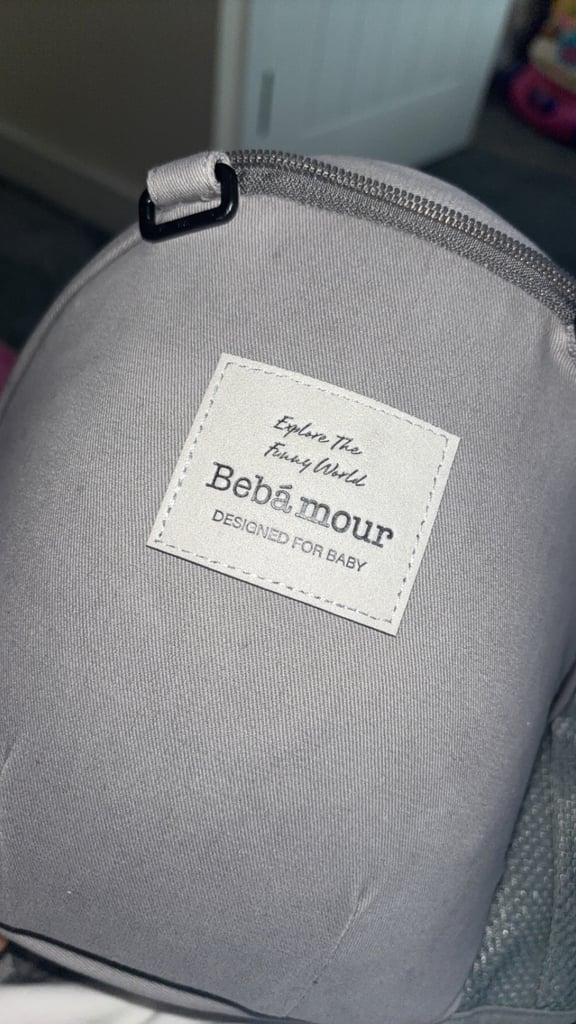 Explore The
Funny World
Bebámour
DESIGNED FOR BABY